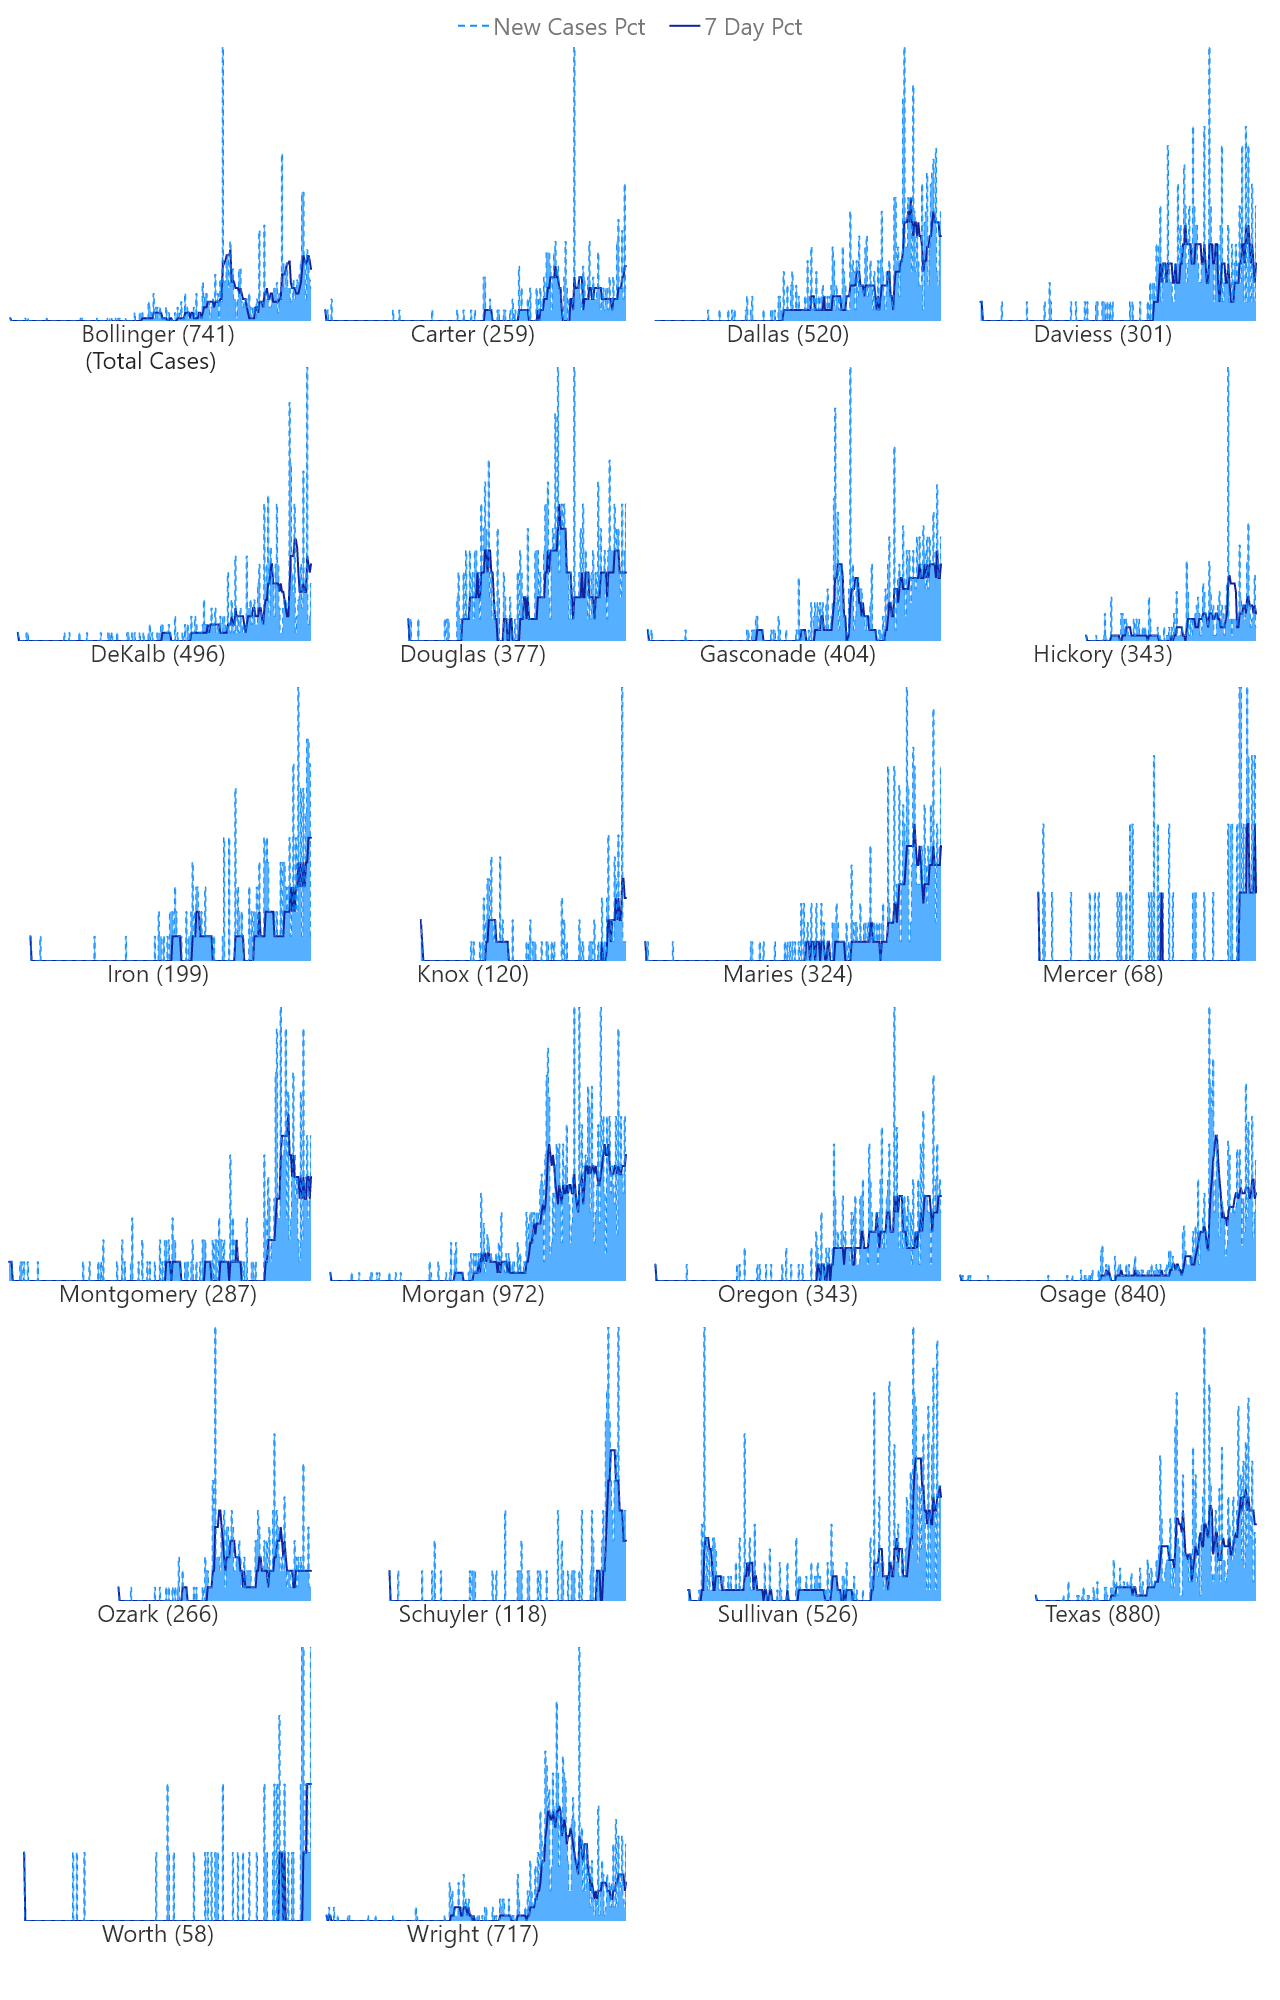 New Cases Pct 7 Day Pct
Bollinger (741) Carter (259) Dallas (520) Daviess (301)
(Total Cases)
DeKalb (496) Douglas (377) Gasconade (404) Hickory (343)
Iron (199) Knox (120) Maries (324) Mercer (68)
Montgomery (287) Morgan (972) Oregon (343) Osage (840)
Ozark (266) Schuyler (118) Sullivan (526) Texas (880)
Worth (58) Wright (717)